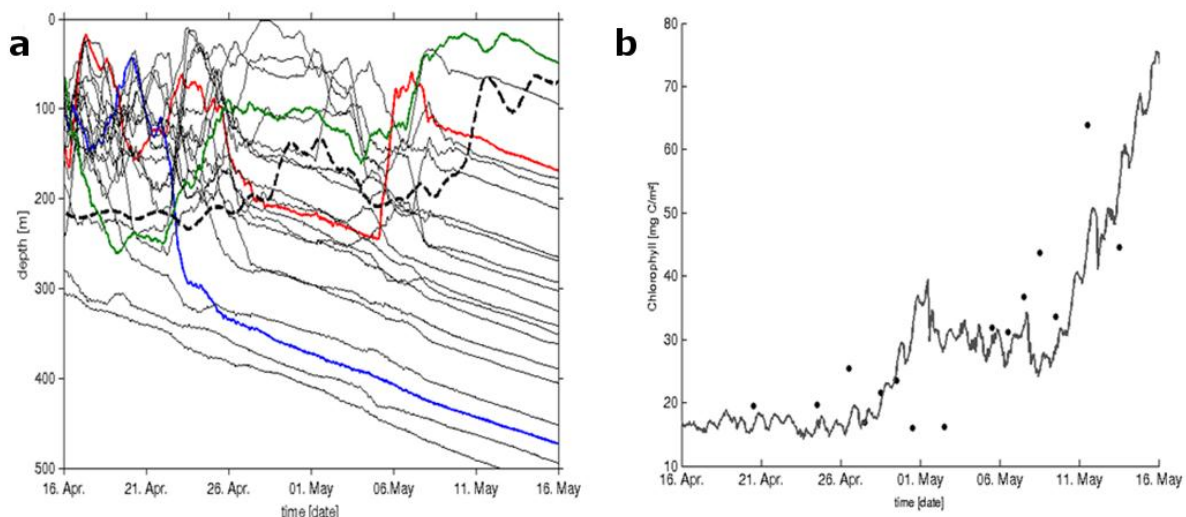 a
0
100
200
300
400
500
depth [m]
16. Apr.
21. Apr.
26. Apr.
01. May
06. May
11. May
16. May
time [date]
b
80
70
60
50
40
30
20
10
Chlorophyll [mg C/m²]
16. Apr.
21. Apr.
26. Apr.
01. May
06. May
11. May
16. May
time [date]